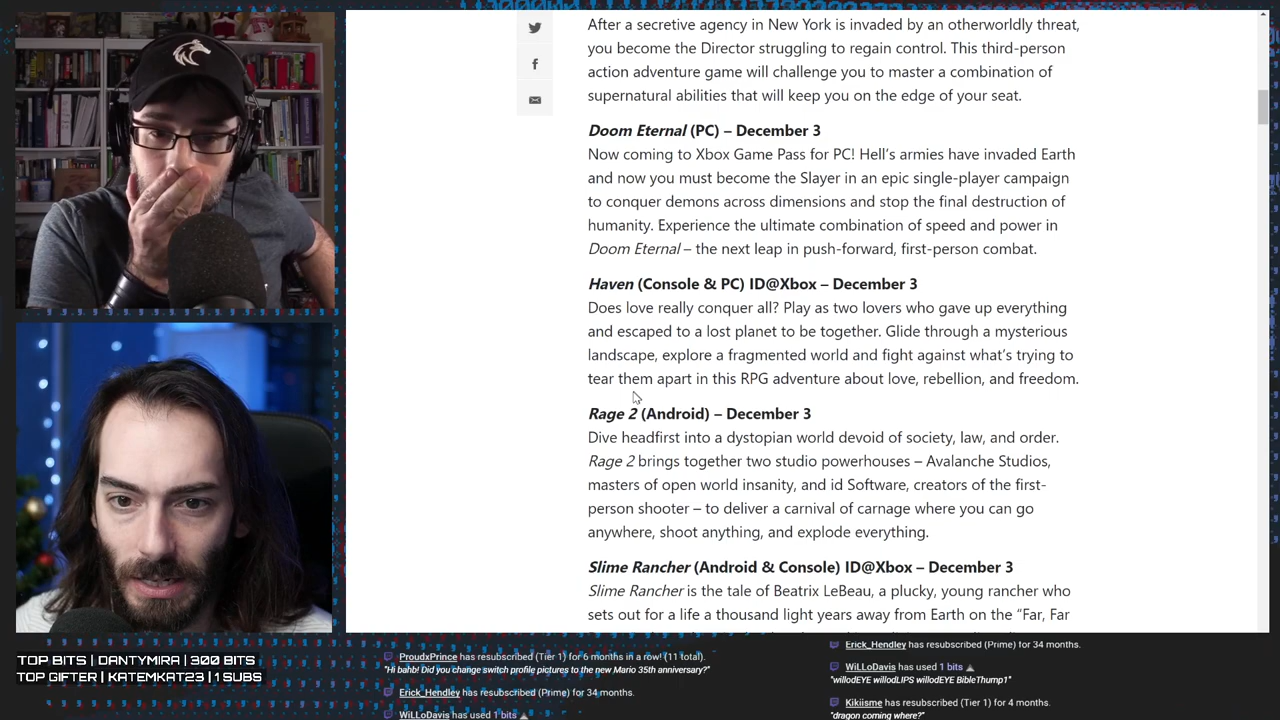 After a secretive agency in New York is invaded by an otherworldly threat,
you become the Director struggling to regain control. This third-person
action adventure game will challenge you to master a combination of
supernatural abilities that will keep you on the edge of your seat.
Doom Eternal (PC) – December 3
Now coming to Xbox Game Pass for PC! Hell’s armies have invaded Earth
and now you must become the Slayer in an epic single-player campaign
to conquer demons across dimensions and stop the final destruction of
humanity. Experience the ultimate combination of speed and power in
Doom Eternal – the next leap in push-forward, first-person combat.
Haven (Console & PC) ID@Xbox – December 3
Does love really conquer all? Play as two lovers who gave up everything
and escaped to a lost planet to be together. Glide through a mysterious
landscape, explore a fragmented world and fight against what’s trying to
tear them apart in this RPG adventure about love, rebellion, and freedom.
Rage 2 (Android) – December 3
Dive headfirst into a dystopian world devoid of society, law, and order.
Rage 2 brings together two studio powerhouses – Avalanche Studios,
masters of open world insanity, and id Software, creators of the first-
person shooter – to deliver a carnival of carnage where you can go
anywhere, shoot anything, and explode everything.
Slime Rancher (Android & Console) ID@Xbox – December 3
Slime Rancher is the tale of Beatrix LeBeau, a plucky, young rancher who
sets out for a life a thousand light years away from Earth on the “Far, Far
TOP BITS | DANTYMIRA | 300 BITS
TOP GIFTER | KATEMKAT23 | 1 SUBS
ProudxPrince has resubscribed (Tier 1) for 6 months in a row! (11 total).
"Hi bahb! Did you change switch profile pictures to the new Mario 35th anniversary?"
Erick_Hendley has resubscribed (Prime) for 34 months.
WiLLoDavis has used 1 bits
Erick_Hendley has resubscribed (Prime) for 34 months.
WiLLoDavis has used 1 bits
"willodEYE willodLIPS willodEYE BibleThump1"
Kikiisme has resubscribed (Tier 1) for 4 months.
"dragon coming where?"